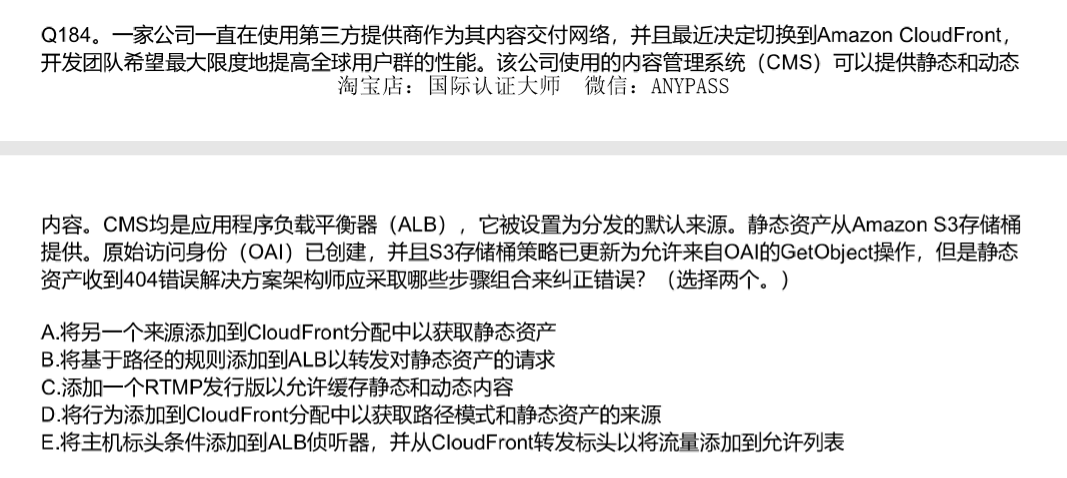 Q184。一家公司一直在使用第三方提供商作为其内容交付网络，并且最近决定切换到Amazon CloudFront，
开发团队希望最大限度地提高全球用户群的性能。该公司使用的内容管理系统（CMS）可以提供静态和动态
淘宝店：国际认证大师 微信：ANYPASS
内容。CMS均是应用程序负载平衡器（ALB），它被设置为分发的默认来源。静态资产从Amazon S3存储桶
提供。原始访问身份（OAI）已创建，并且S3存储桶策略已更新为允许来自OAI的GetObject操作，但是静态
资产收到404错误解决方案架构师应采取哪些步骤组合来纠正错误？（选择两个。）
A.将另一个来源添加到CloudFront分配中以获取静态资产
B.将基于路径的规则添加到ALB以转发对静态资产的请求
C.添加一个RTMP发行版以允许缓存静态和动态内容
D.将行为添加到CloudFront分配中以获取路径模式和静态资产的来源
E.将主机标头条件添加到ALB侦听器，并从CloudFront转发标头以将流量添加到允许列表